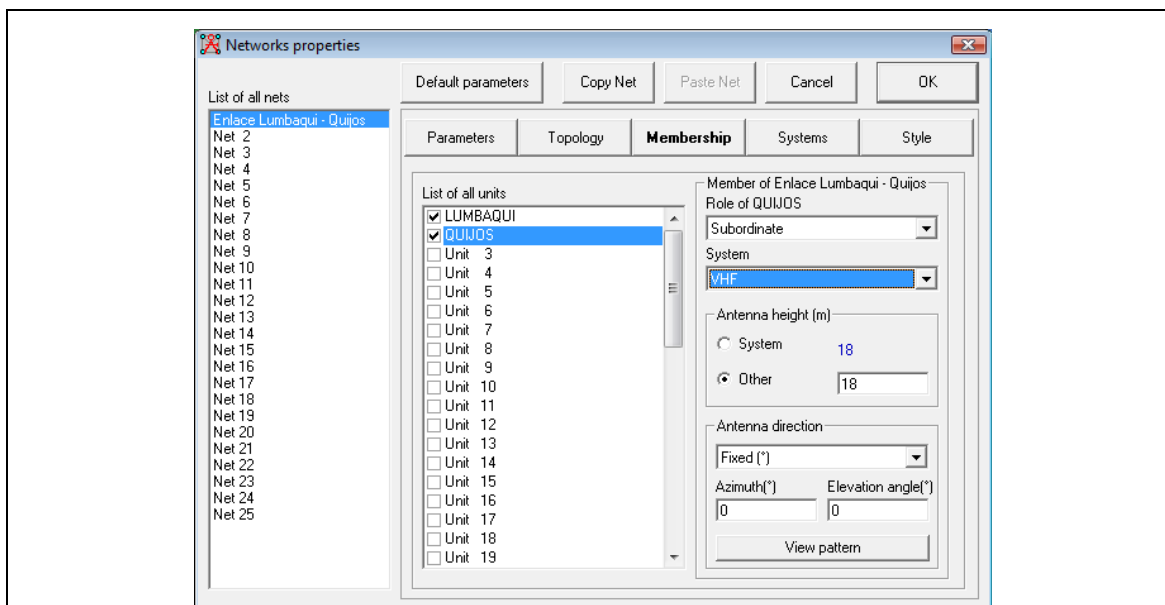 Networks properties
Default parameters
Copy Net
Paste Net
Cancel
OK
List of all nets
Enlace Lumbaqui - Quijos
Net 2
Net 3
Net 4
Net 5
Net 6
Net 7
Net 8
Net 9
Net 10
Net 11
Net 12
Net 13
Net 14
Net 15
Net 16
Net 17
Net 18
Net 19
Net 20
Net 21
Net 22
Net 23
Net 24
Net 25
Parameters
Topology
Membership
Systems
Style
List of all units
LUMBAQUI
QUIJOS
Unit 3
Unit 4
Unit 5
Unit 6
Unit 7
Unit 8
Unit 9
Unit 10
Unit 11
Unit 12
Unit 13
Unit 14
Unit 15
Unit 16
Unit 17
Unit 18
Unit 19
Member of Enlace Lumbaqui - Quijos
Role of QUIJOS
Subordinate
System
VHF
Antenna height (m)
System 18
Other 18
Antenna direction
Fixed (°)
Azimuth(°) Elevation angle(°)
0 0
View pattern